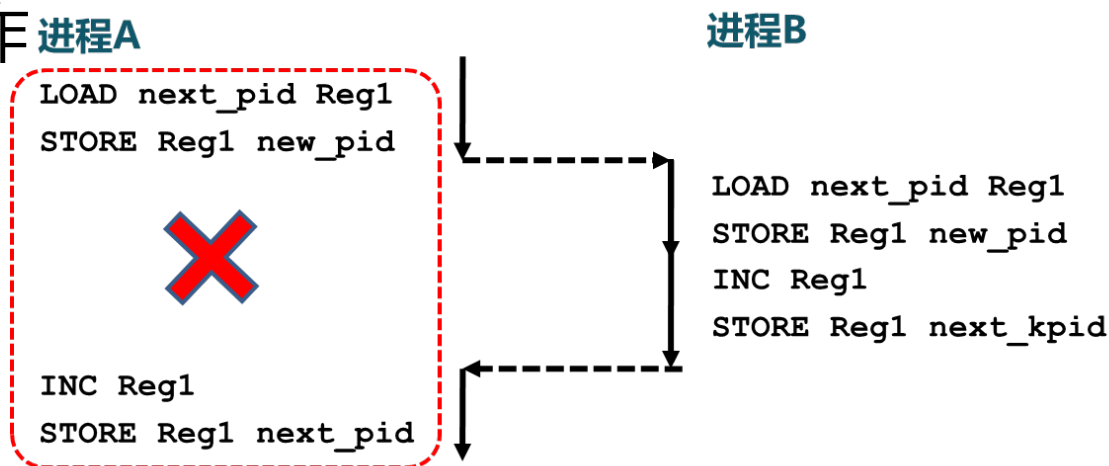 进程A
LOAD next_pid Reg1
STORE Reg1 new_pid
INC Reg1
STORE Reg1 next_pid
进程B
LOAD next_pid Reg1
STORE Reg1 new_pid
INC Reg1
STORE Reg1 next_kpid